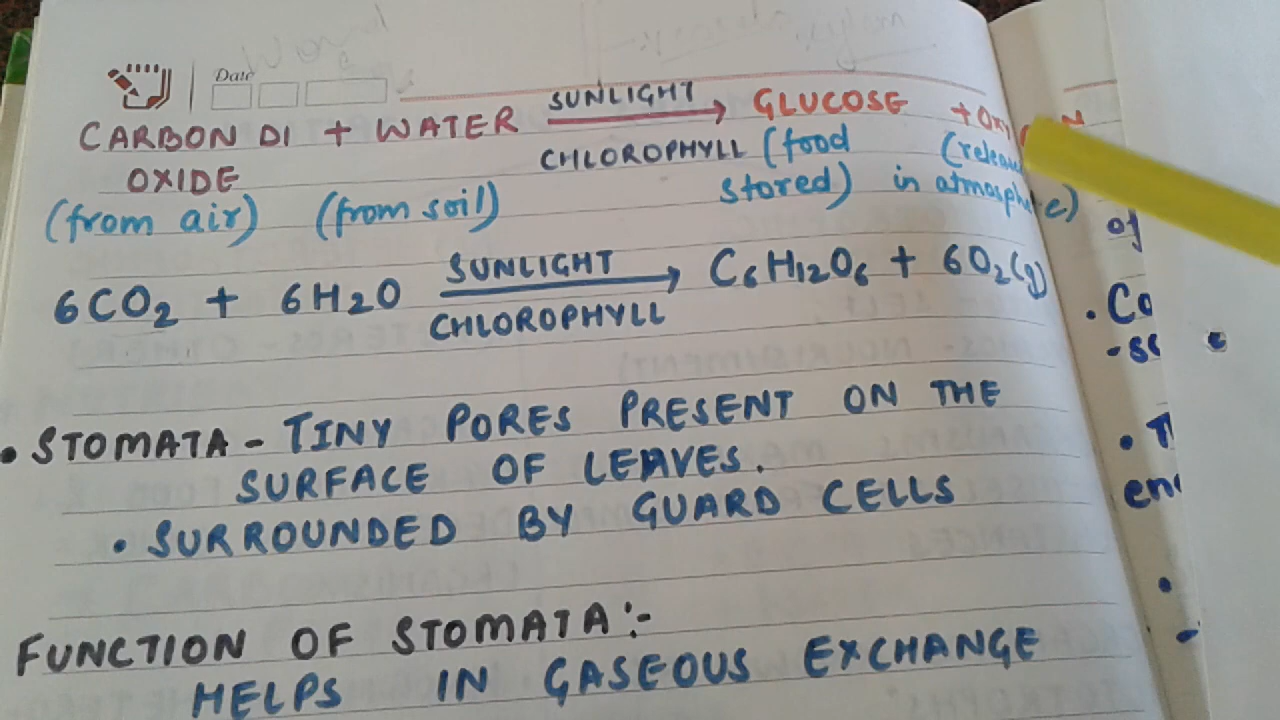 Date
SUNLIGHT
CARBON DI + WATER GLUCOSE
CHLOROPHYLL (food
OXIDE stored) in atmosphere)
(from air) (from soil)
SUNLIGHT
6CO2 + 6H2O C6H12O6 + 6O2(g)
CHLOROPHYLL
• STOMATA - TINY PORES PRESENT ON THE
SURFACE OF LEAVES.
• SURROUNDED BY GUARD CELLS
FUNCTION OF STOMATA :-
HELPS IN GASEOUS EXCHANGE
of